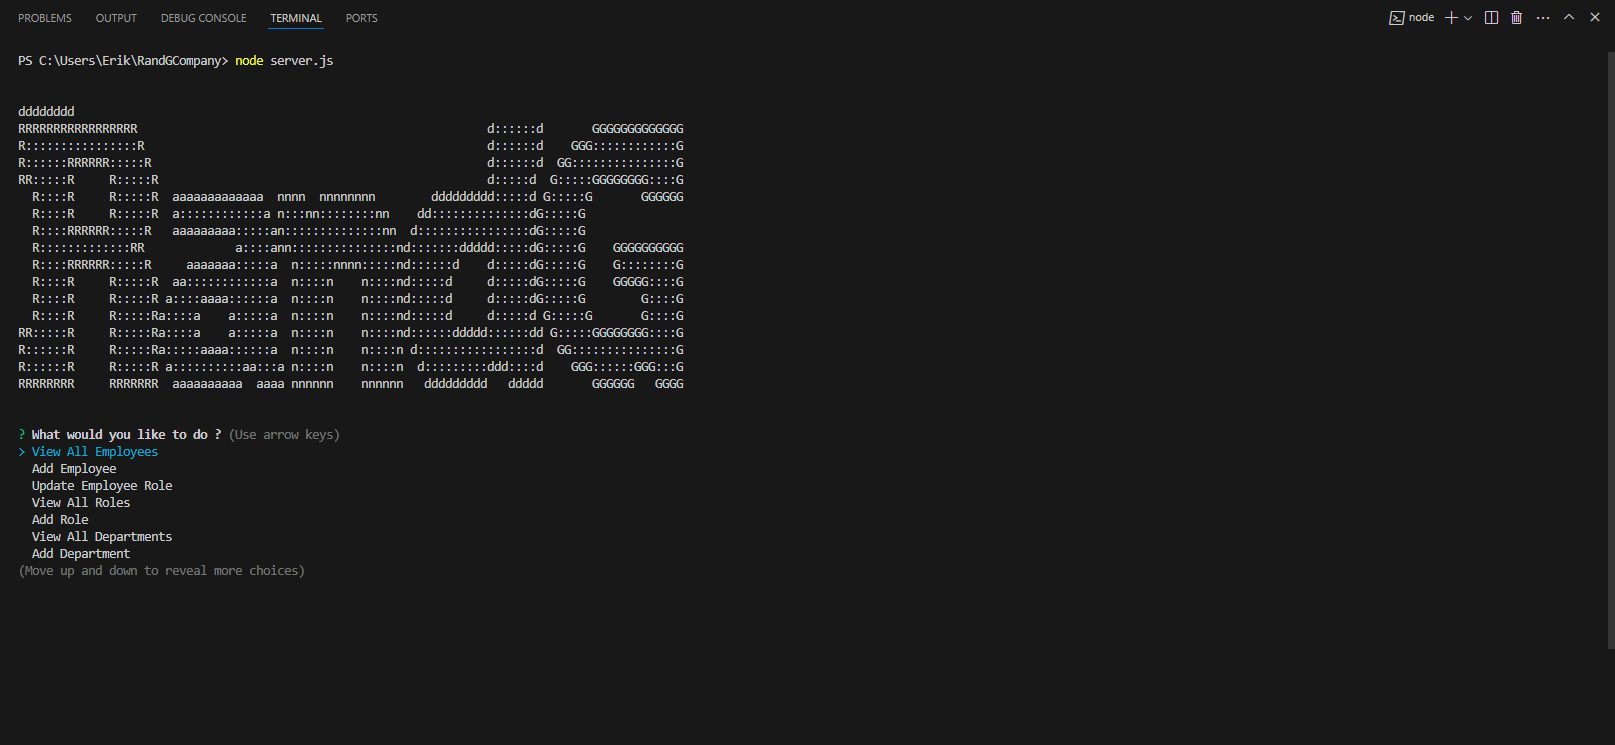 PROBLEMS OUTPUT DEBUG CONSOLE TERMINAL PORTS node
PS C:\Users\Erik\RandGCompany> node server.js
dddddddd
RRRRRRRRRRRRRRRRR                                                  d::::::d       GGGGGGGGGGGGG
R::::::::::::::::R                                                 d::::::d    GGG::::::::::::G
R::::::RRRRRR:::::R                                                d::::::d  GG:::::::::::::::G
RR:::::R     R:::::R                                               d:::::d  G:::::GGGGGGGG::::G
  R::::R     R:::::R  aaaaaaaaaaaaa  nnnn  nnnnnnnn        ddddddddd:::::d G:::::G       GGGGGG
  R::::R     R:::::R  a::::::::::::a n:::nn::::::::nn    dd::::::::::::::dG:::::G
  R::::RRRRRR:::::R   aaaaaaaaa:::::an::::::::::::::nn  d::::::::::::::::dG:::::G
  R:::::::::::::RR             a::::ann:::::::::::::::nd:::::::ddddd:::::dG:::::G    GGGGGGGGGG
  R::::RRRRRR:::::R     aaaaaaa:::::a  n:::::nnnn:::::nd::::::d    d:::::dG:::::G    G::::::::G
  R::::R     R:::::R  aa::::::::::::a  n::::n    n::::nd:::::d     d:::::dG:::::G    GGGGG::::G
  R::::R     R:::::R a::::aaaa::::::a  n::::n    n::::nd:::::d     d:::::dG:::::G        G::::G
  R::::R     R:::::Ra::::a    a:::::a  n::::n    n::::nd:::::d     d:::::d G:::::G       G::::G
RR:::::R     R:::::Ra::::a    a:::::a  n::::n    n::::nd::::::ddddd::::::dd G:::::GGGGGGGG::::G
R::::::R     R:::::Ra:::::aaaa::::::a  n::::n    n::::n d:::::::::::::::::d  GG:::::::::::::::G
R::::::R     R:::::R a::::::::::aa:::a n::::n    n::::n  d:::::::::ddd::::d    GGG::::::GGG:::G
RRRRRRRR     RRRRRRR  aaaaaaaaaa  aaaa nnnnnn    nnnnnn   ddddddddd   ddddd       GGGGGG   GGGG
? What would you like to do ? (Use arrow keys)
> View All Employees
Add Employee
Update Employee Role
View All Roles
Add Role
View All Departments
Add Department
(Move up and down to reveal more choices)